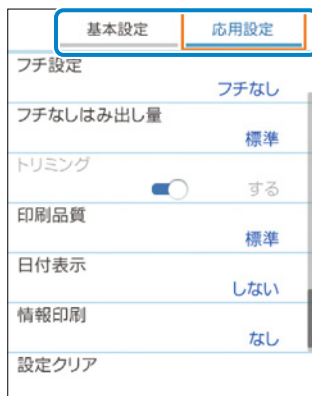 基本設定
応用設定
フチ設定
フチなし
フチなしはみ出し量
標準
トリミング
する
印刷品質
標準
日付表示
しない
情報印刷
なし
設定クリア